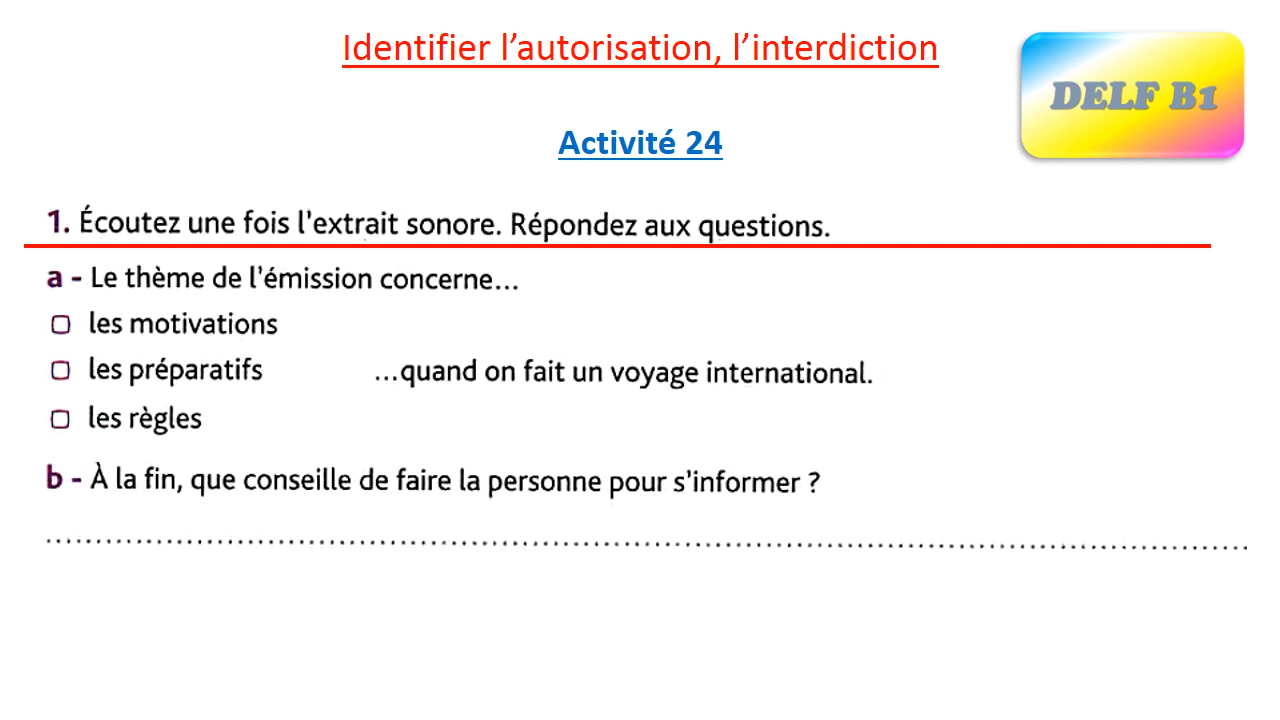 Identifier l’autorisation, l’interdiction
DELF B1
Activité 24
1. Écoutez une fois l'extrait sonore. Répondez aux questions.
a - Le thème de l'émission concerne...
les motivations
les préparatifs ...quand on fait un voyage international.
les règles
b - À la fin, que conseille de faire la personne pour s'informer ?